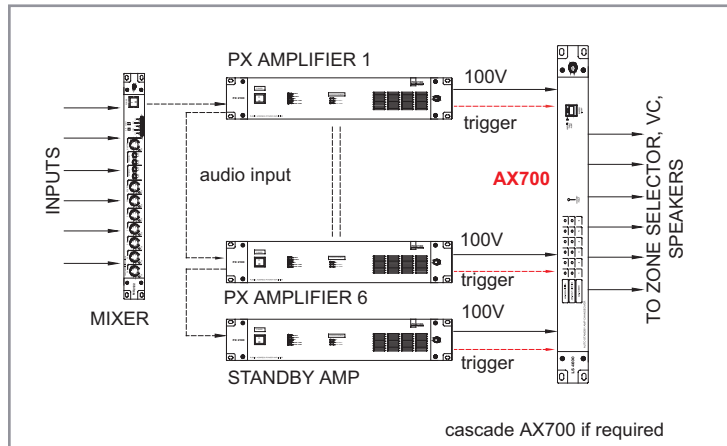 PX AMPLIFIER 1
100V
trigger
AX700
INPUTS
audio input
TO ZONE SELECTOR, VC,
SPEAKERS
100V
trigger
PX AMPLIFIER 6
MIXER
100V
trigger
STANDBY AMP
cascade AX700 if required